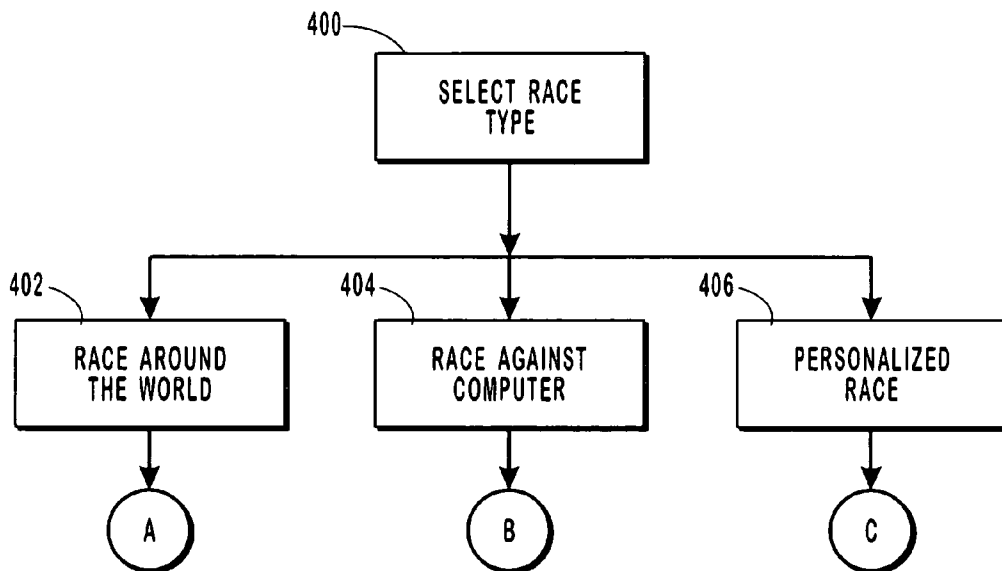 400
SELECT RACE
TYPE
402
404
406
RACE AROUND
THE WORLD
RACE AGAINST
COMPUTER
PERSONALIZED
RACE
A
B
C